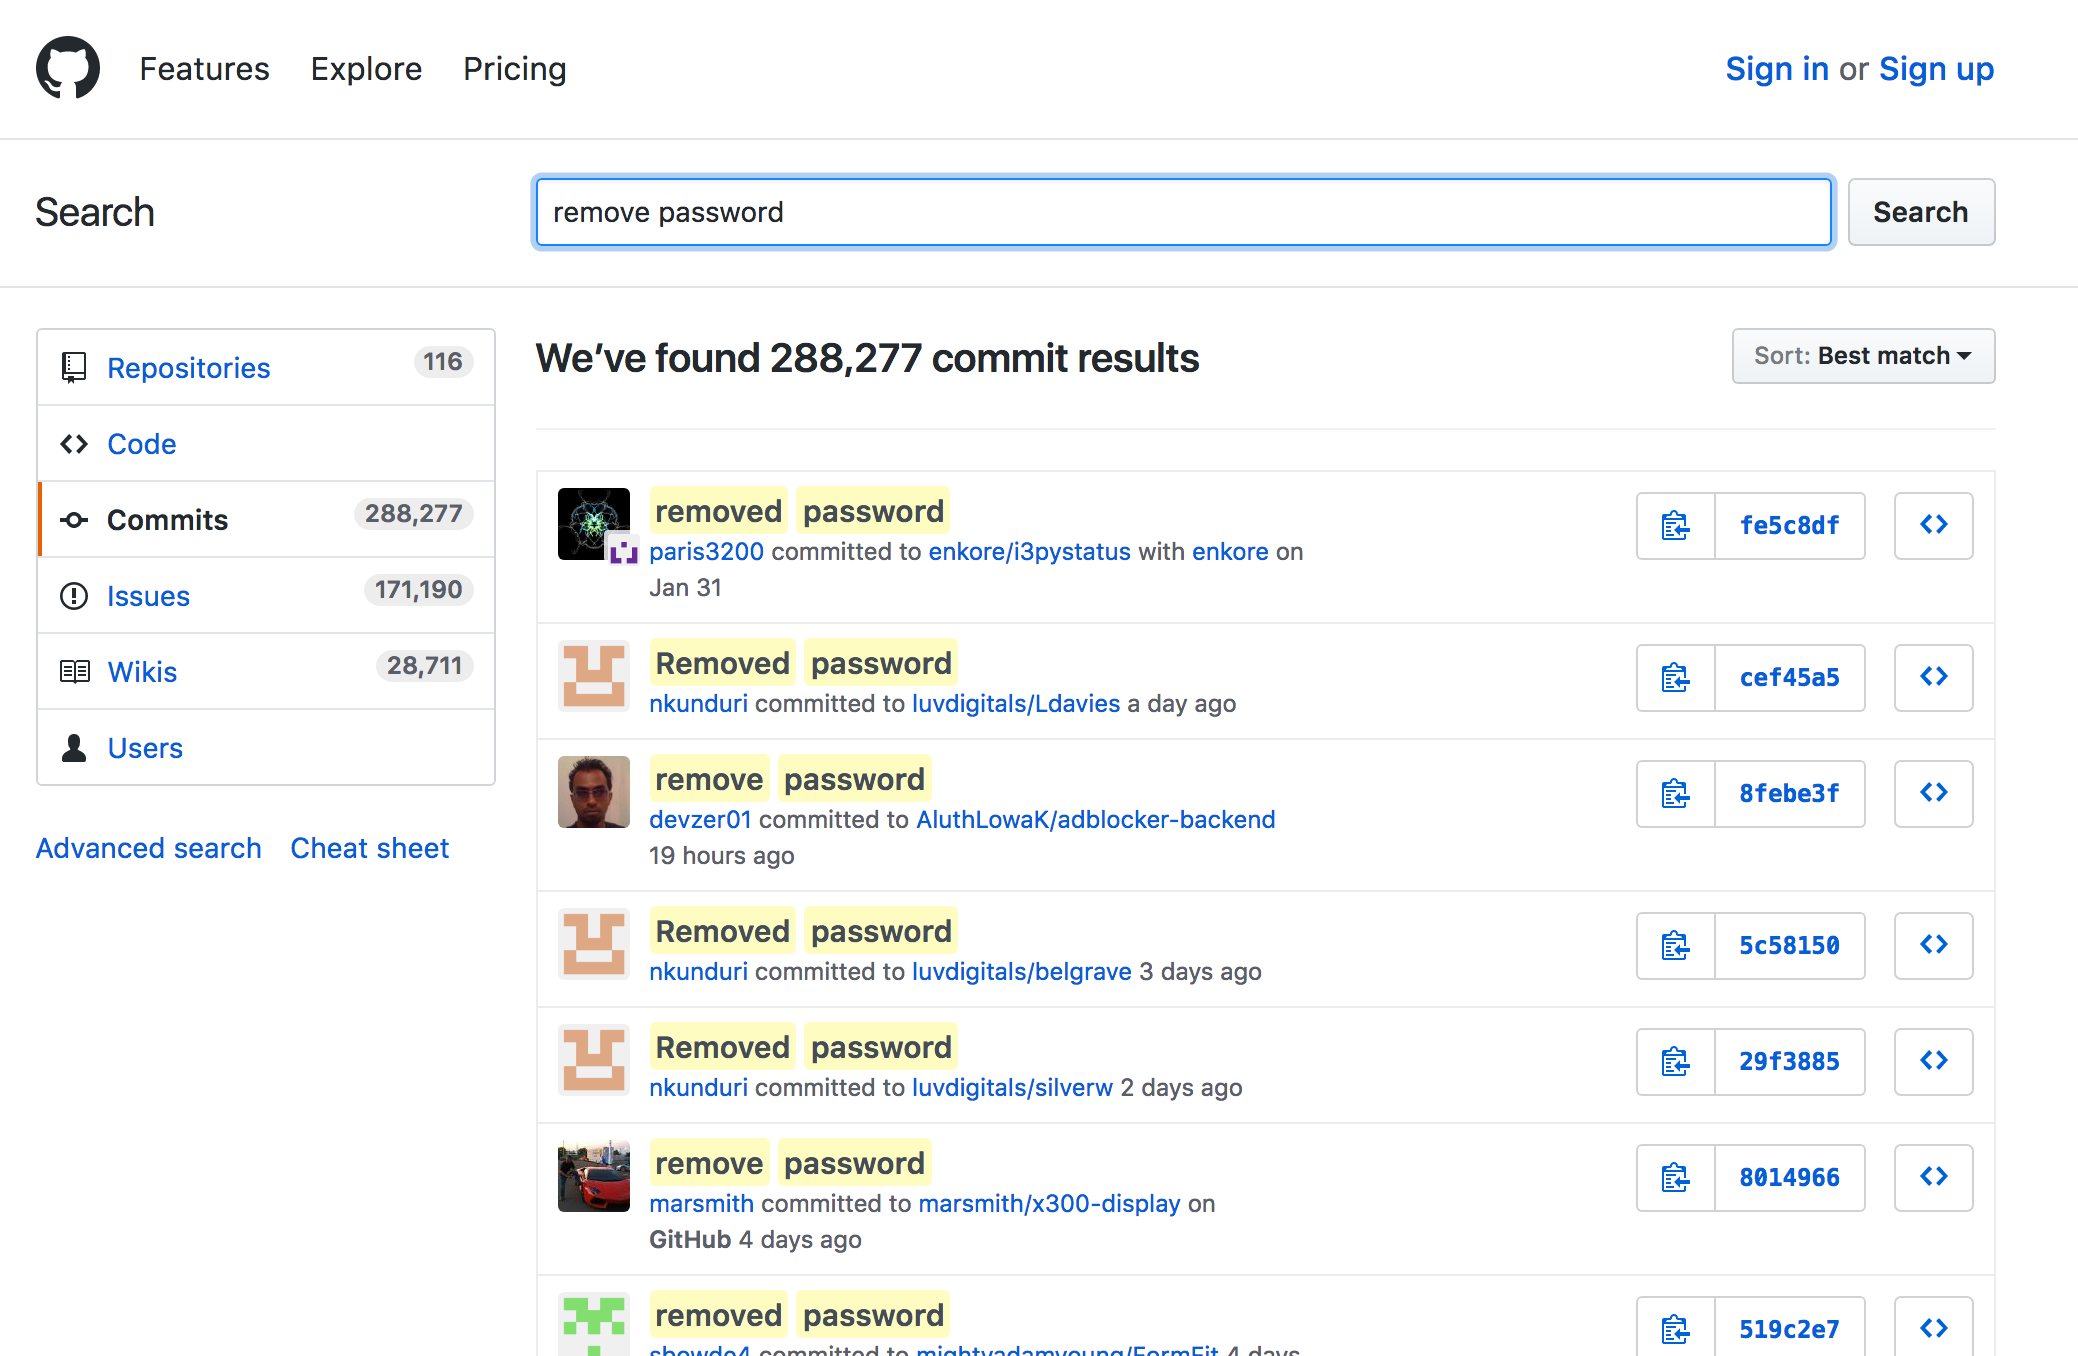 Features Explore Pricing
Sign in or Sign up
Search
remove password
Search
Repositories 116
Code
Commits 288,277
Issues 171,190
Wikis 28,711
Users
Advanced search Cheat sheet
We’ve found 288,277 commit results
Sort: Best match
removed password
paris3200 committed to enkore/i3pystatus with enkore on
Jan 31
fe5c8df
Removed password
nkunduri committed to luvdigitals/Ldavies a day ago
cef45a5
remove password
devzer01 committed to AluthLowaK/adblocker-backend
19 hours ago
8febe3f
Removed password
nkunduri committed to luvdigitals/belgrave 3 days ago
5c58150
Removed password
nkunduri committed to luvdigitals/silverw 2 days ago
29f3885
remove password
marsmith committed to marsmith/x300-display on
GitHub 4 days ago
8014966
removed password
committed to mightyadamyoung/FormFit 4 days
519c2e7